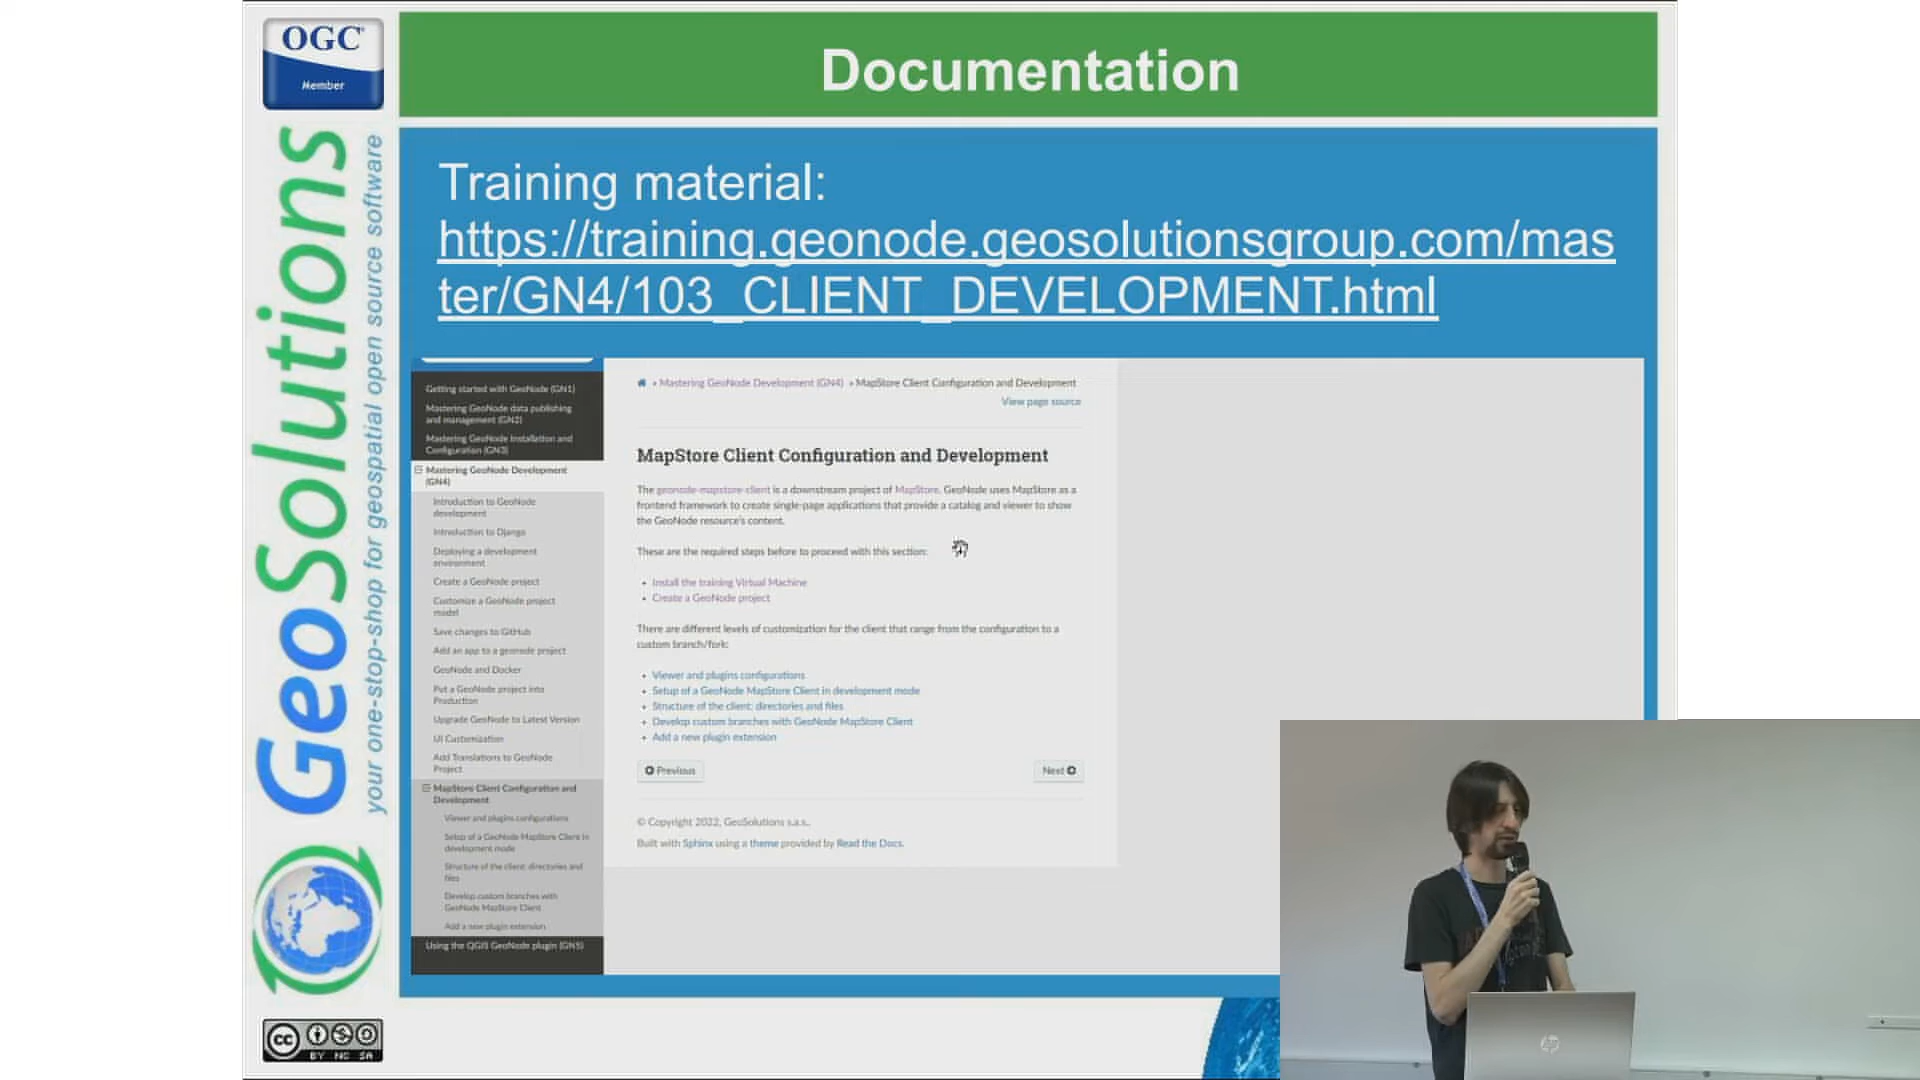 OGC
Member
GeoSolutions
your one-stop-shop for geospatial open source software
Documentation
Training material:
https://training.geonode.geosolutionsgroup.com/mas
ter/GN4/103_CLIENT_DEVELOPMENT.html
Getting started with GeoNode (GN1)
Mastering GeoNode data publishing
and management (GN2)
Mastering GeoNode Installation and
Configuration (GN3)
Mastering GeoNode Development
(GN4)
Introduction to GeoNode
development
Introduction to Django
Deploying a development
environment
Create a GeoNode project
Customize a GeoNode project
model
Save changes to GitHub
Add an app to a geonode project
GeoNode and Docker
Put a GeoNode project into
Production
Upgrade GeoNode to Latest Version
UI Customization
Add Translations to GeoNode
Project
MapStore Client Configuration and
Development
Viewer and plugins configurations
Setup of a GeoNode MapStore Client in
development mode
Structure of the client: directories and
files
Develop custom branches with
GeoNode MapStore Client
Add a new plugin extension
Using the QGIS GeoNode plugin (GN5)
» Mastering GeoNode Development (GN4) » MapStore Client Configuration and Development
View page source
MapStore Client Configuration and Development
The geonode-mapstore-client is a downstream project of MapStore. GeoNode uses MapStore as a
frontend framework to create single-page applications that provide a catalog and viewer to show
the GeoNode resource's content.
These are the required steps before to proceed with this section:
• Install the training Virtual Machine
• Create a GeoNode project
There are different levels of customization for the client that range from the configuration to a
custom branch/fork:
• Viewer and plugins configurations
• Setup of a GeoNode MapStore Client in development mode
• Structure of the client: directories and files
• Develop custom branches with GeoNode MapStore Client
• Add a new plugin extension
Previous
Next
© Copyright 2022, GeoSolutions s.a.s..
Built with Sphinx using a theme provided by Read the Docs.
cc
BY NC SA
hp